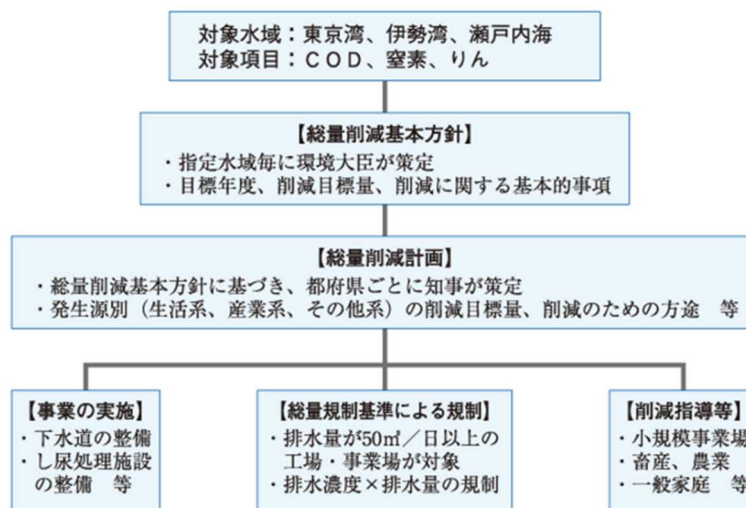 対象水域：東京湾、伊勢湾、瀬戸内海
対象項目：ＣＯＤ、窒素、りん
【総量削減基本方針】
・指定水域毎に環境大臣が策定
・目標年度、削減目標量、削減に関する基本的事項
【総量削減計画】
・総量削減基本方針に基づき、都府県ごとに知事が策定
・発生源別（生活系、産業系、その他系）の削減目標量、削減のための方途　等
【事業の実施】
・下水道の整備
・し尿処理施設
の整備　等
【総量規制基準による規制】
・排水量が50㎥／日以上の
工場・事業場が対象
・排水濃度×排水量の規制
【削減指導等】
・小規模事業場
・畜産、農業
・一般家庭　等